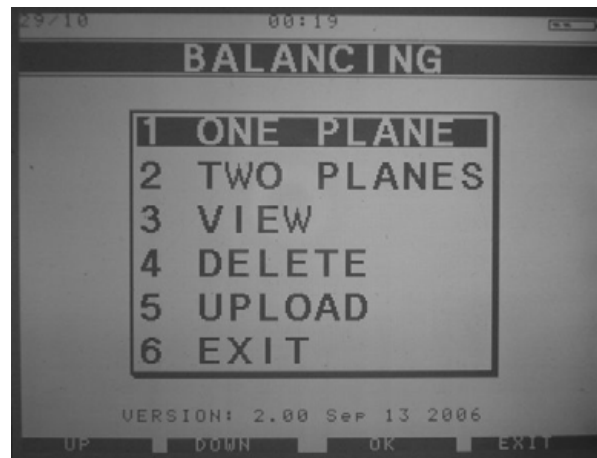 29/10 00:19
BALANCING
1 ONE PLANE
2 TWO PLANES
3 VIEW
4 DELETE
5 UPLOAD
6 EXIT
VERSION: 2.00 Sep 13 2006
UP DOWN OK EXIT